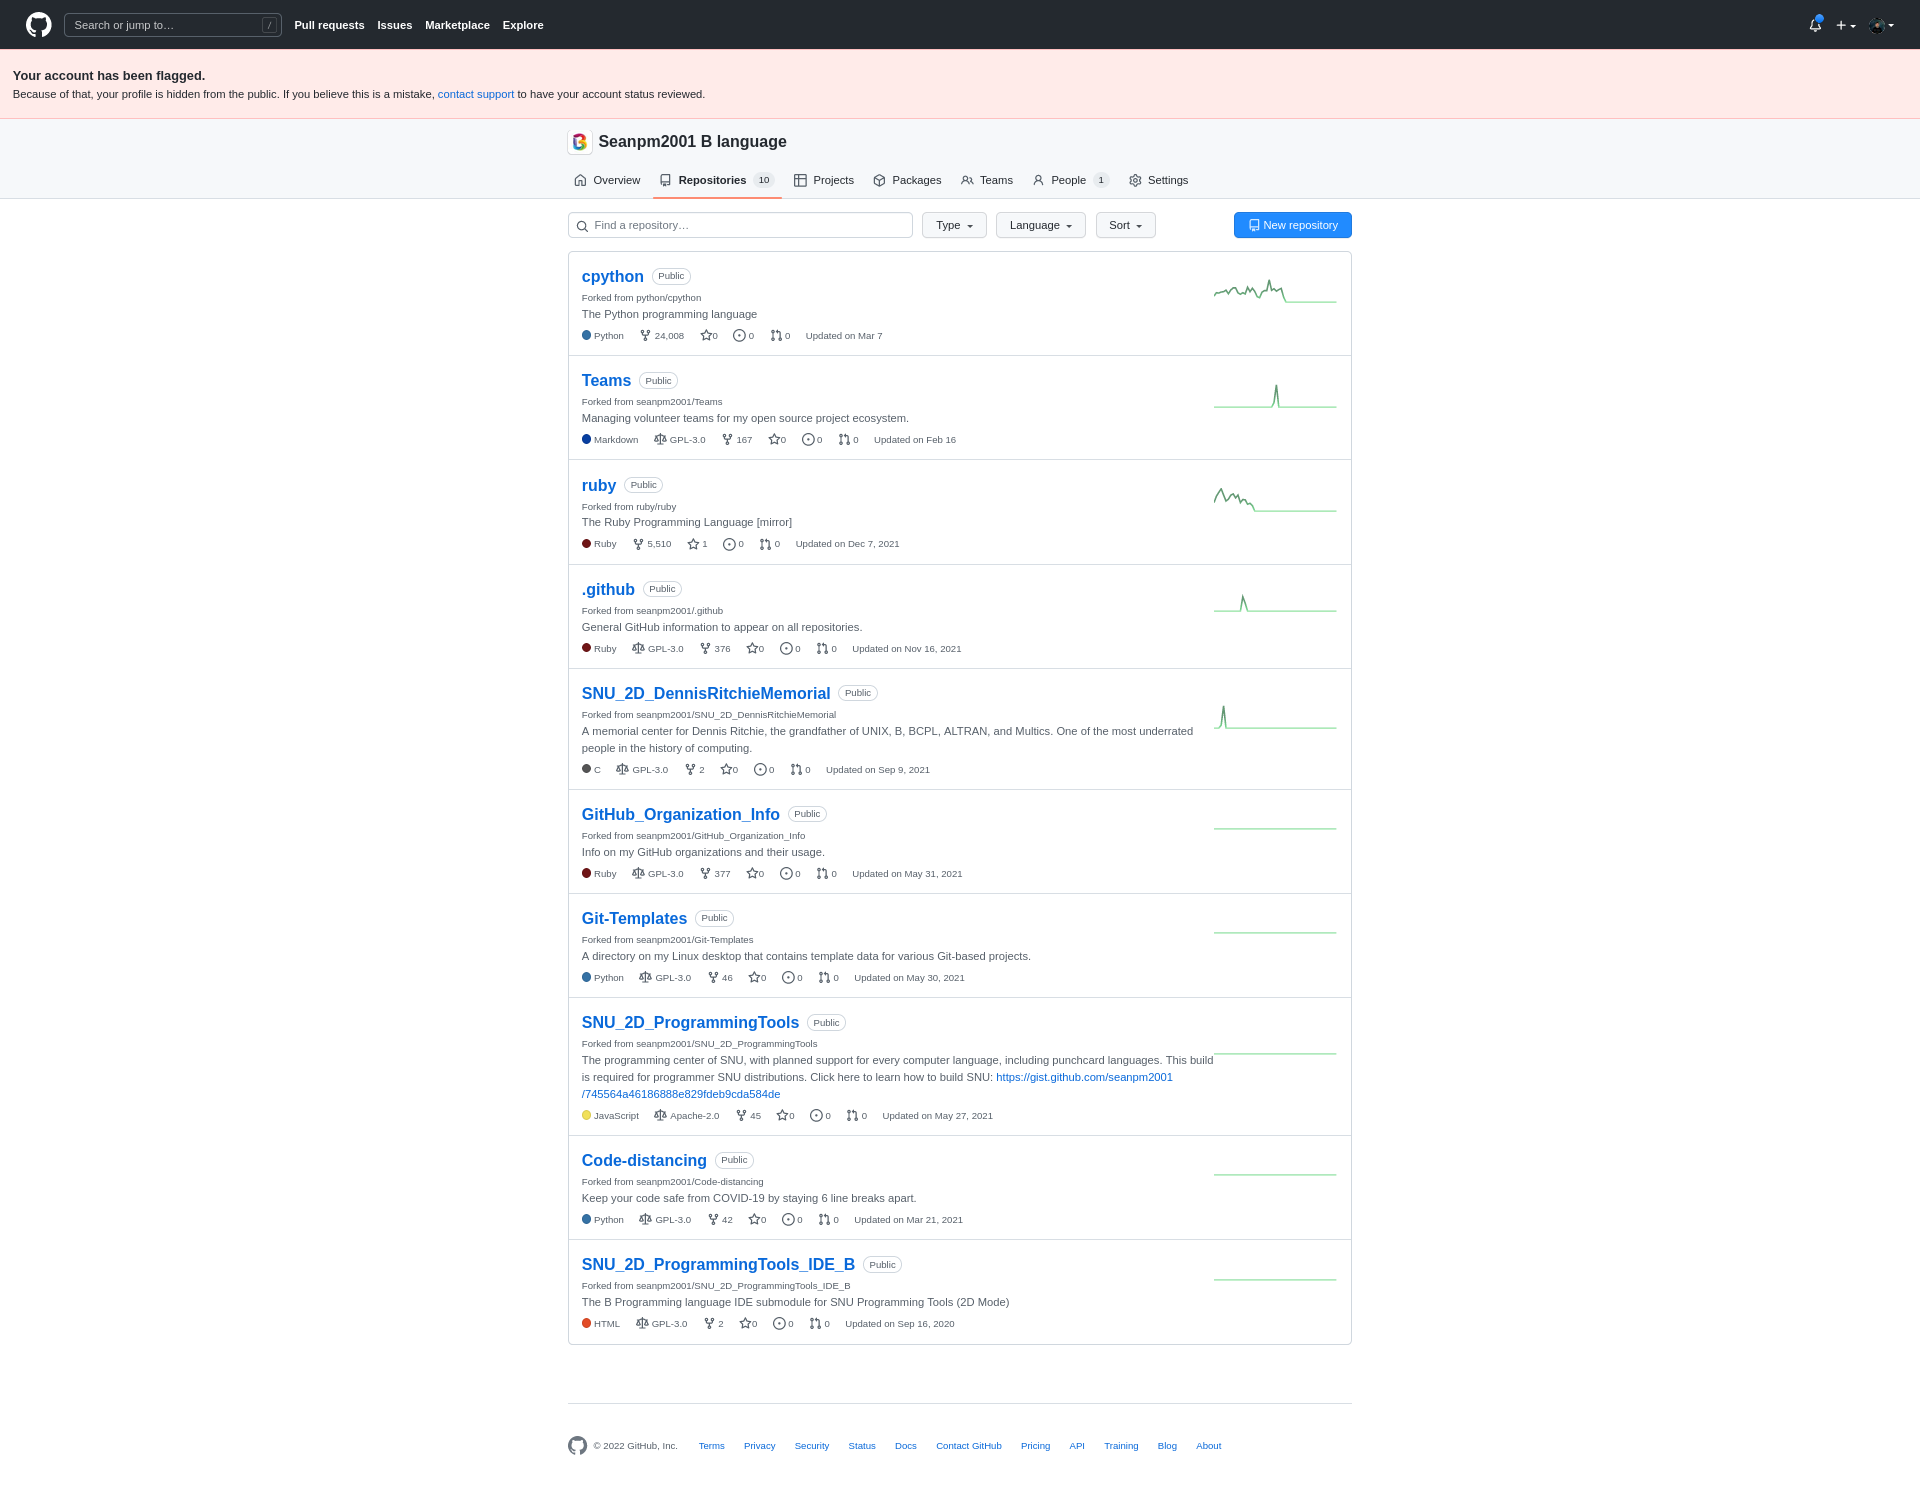 Search or jump to… /
Pull requests Issues Marketplace Explore
Your account has been flagged.
Because of that, your profile is hidden from the public. If you believe this is a mistake, contact support to have your account status reviewed.
Seanpm2001 B language
Overview Repositories 10 Projects Packages Teams People 1 Settings
Find a repository… Type Language Sort New repository
cpython Public
Forked from python/cpython
The Python programming language
Python 24,008 0 0 0 Updated on Mar 7
Teams Public
Forked from seanpm2001/Teams
Managing volunteer teams for my open source project ecosystem.
Markdown GPL-3.0 167 0 0 0 Updated on Feb 16
ruby Public
Forked from ruby/ruby
The Ruby Programming Language [mirror]
Ruby 5,510 1 0 0 Updated on Dec 7, 2021
.github Public
Forked from seanpm2001/.github
General GitHub information to appear on all repositories.
Ruby GPL-3.0 376 0 0 0 Updated on Nov 16, 2021
SNU_2D_DennisRitchieMemorial Public
Forked from seanpm2001/SNU_2D_DennisRitchieMemorial
A memorial center for Dennis Ritchie, the grandfather of UNIX, B, BCPL, ALTRAN, and Multics. One of the most underrated
people in the history of computing.
C GPL-3.0 2 0 0 0 Updated on Sep 9, 2021
GitHub_Organization_Info Public
Forked from seanpm2001/GitHub_Organization_Info
Info on my GitHub organizations and their usage.
Ruby GPL-3.0 377 0 0 0 Updated on May 31, 2021
Git-Templates Public
Forked from seanpm2001/Git-Templates
A directory on my Linux desktop that contains template data for various Git-based projects.
Python GPL-3.0 46 0 0 0 Updated on May 30, 2021
SNU_2D_ProgrammingTools Public
Forked from seanpm2001/SNU_2D_ProgrammingTools
The programming center of SNU, with planned support for every computer language, including punchcard languages. This build
is required for programmer SNU distributions. Click here to learn how to build SNU: https://gist.github.com/seanpm2001
/745564a46186888e829fdeb9cda584de
JavaScript Apache-2.0 45 0 0 0 Updated on May 27, 2021
Code-distancing Public
Forked from seanpm2001/Code-distancing
Keep your code safe from COVID-19 by staying 6 line breaks apart.
Python GPL-3.0 42 0 0 0 Updated on Mar 21, 2021
SNU_2D_ProgrammingTools_IDE_B Public
Forked from seanpm2001/SNU_2D_ProgrammingTools_IDE_B
The B Programming language IDE submodule for SNU Programming Tools (2D Mode)
HTML GPL-3.0 2 0 0 0 Updated on Sep 16, 2020
© 2022 GitHub, Inc. Terms Privacy Security Status Docs Contact GitHub Pricing API Training Blog About